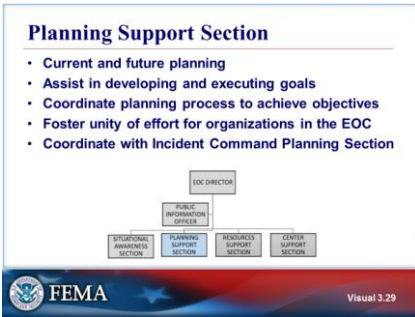 Planning Support Section
• Current and future planning
• Assist in developing and executing goals
• Coordinate planning process to achieve objectives
• Foster unity of effort for organizations in the EOC
• Coordinate with Incident Command Planning Section
EOC DIRECTOR
PUBLIC
INFORMATION
OFFICER
SITUATIONAL
AWARENESS
SECTION
PLANNING
SUPPORT
SECTION
RESOURCES
SUPPORT
SECTION
CENTER
SUPPORT
SECTION
FEMA
Visual 3.29